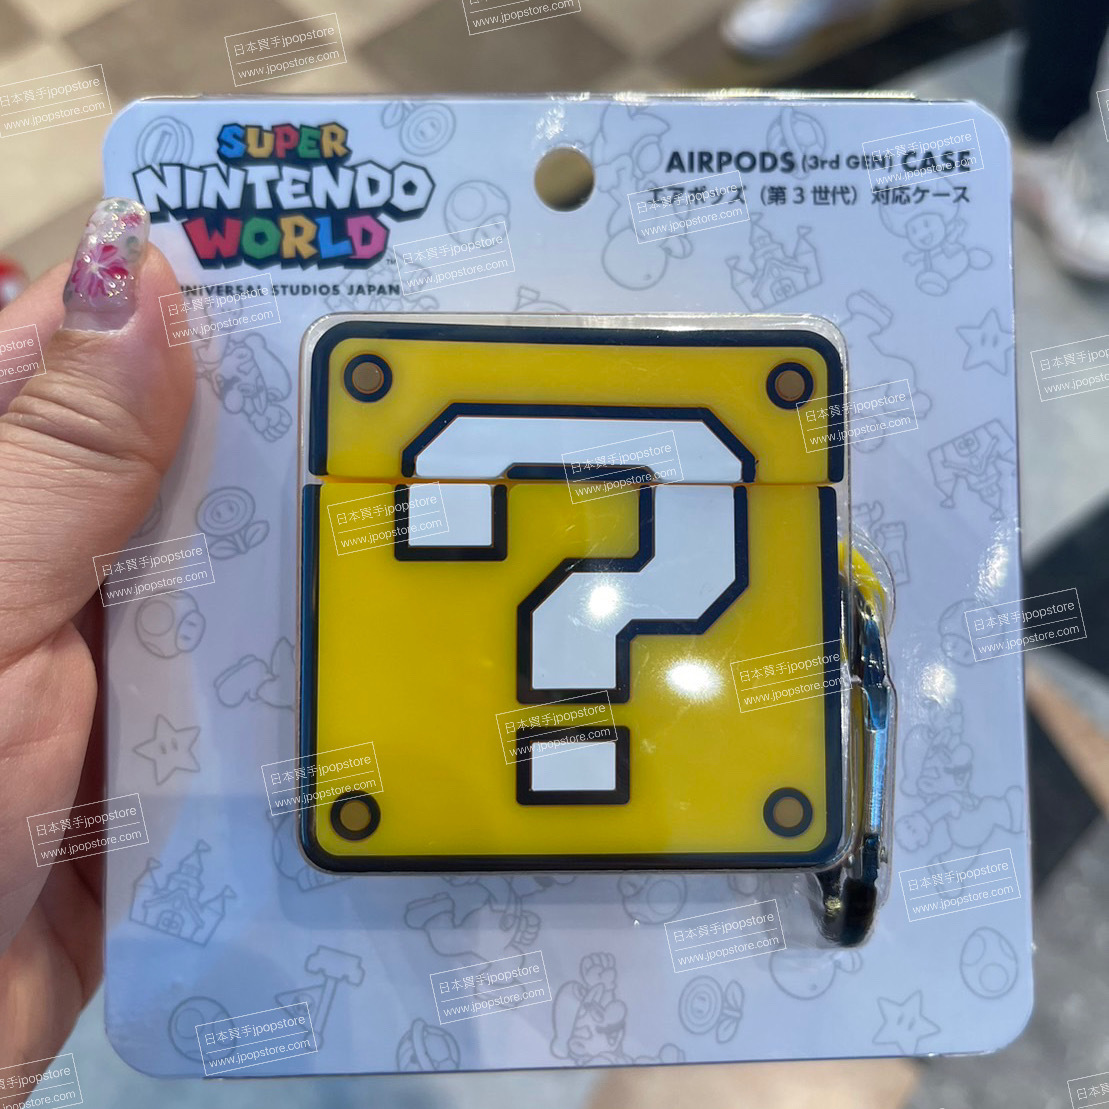 SUPER
NINTENDO
WORLD
TM
UNIVERSAL STUDIOS JAPAN
AIRPODS (3rd GEN) CASE
エアポッズ（第3世代）対応ケース
?
日本買手jpopstore
www.jpopstore.com